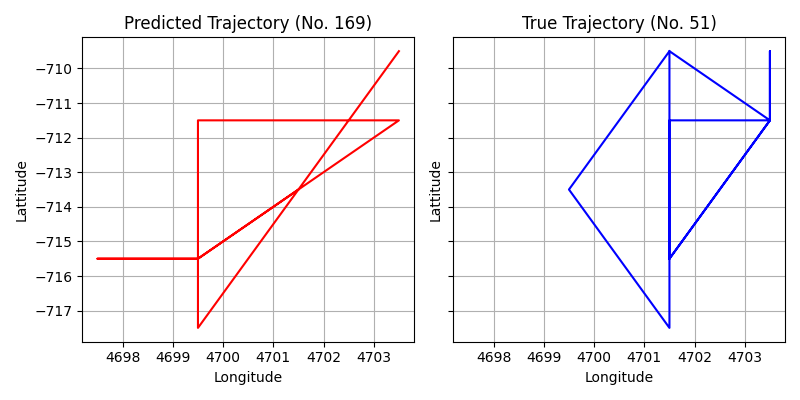 Predicted Trajectory (No. 169)
True Trajectory (No. 51)
Lattitude
−710
−711
−712
−713
−714
−715
−716
−717
4698 4699 4700 4701 4702 4703
Longitude
Lattitude
4698 4699 4700 4701 4702 4703
Longitude